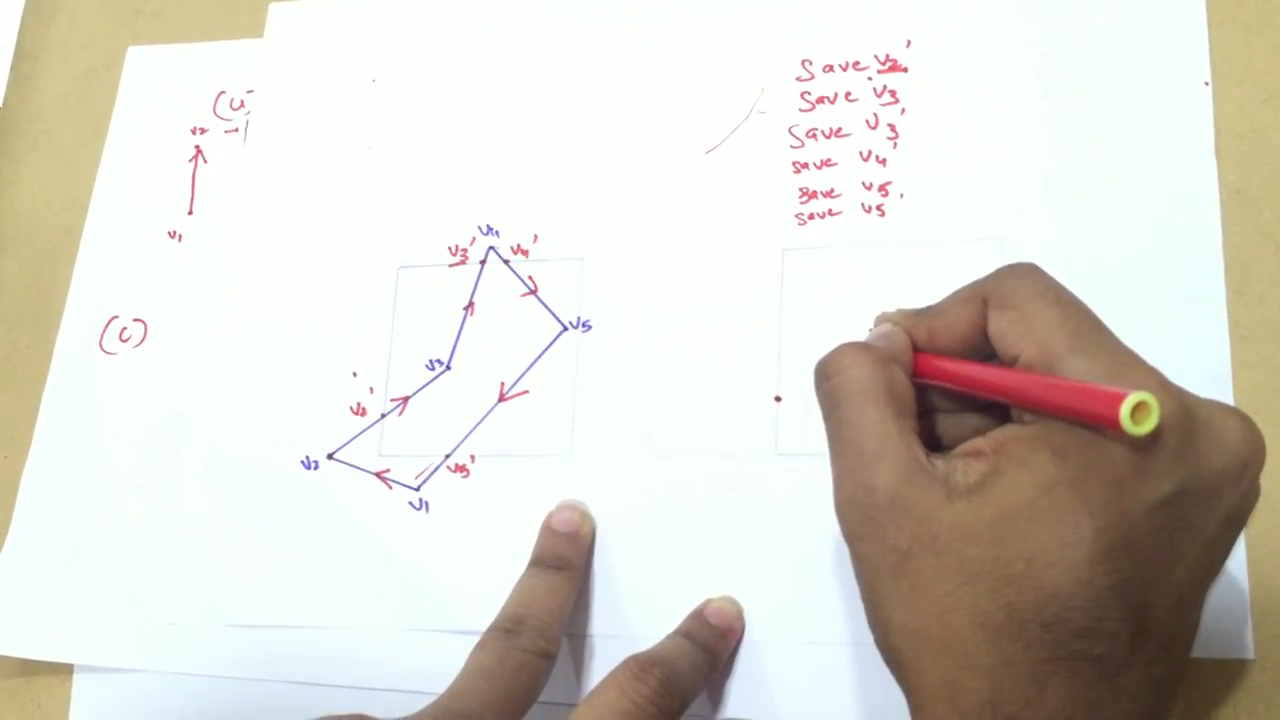 Save v2'
Save v3,
Save v3'
save v4'
save v5,
save v5'
v2
v1
(C)
v4
v3'
v4'
v5
v3
v2'
v2
v5'
v1